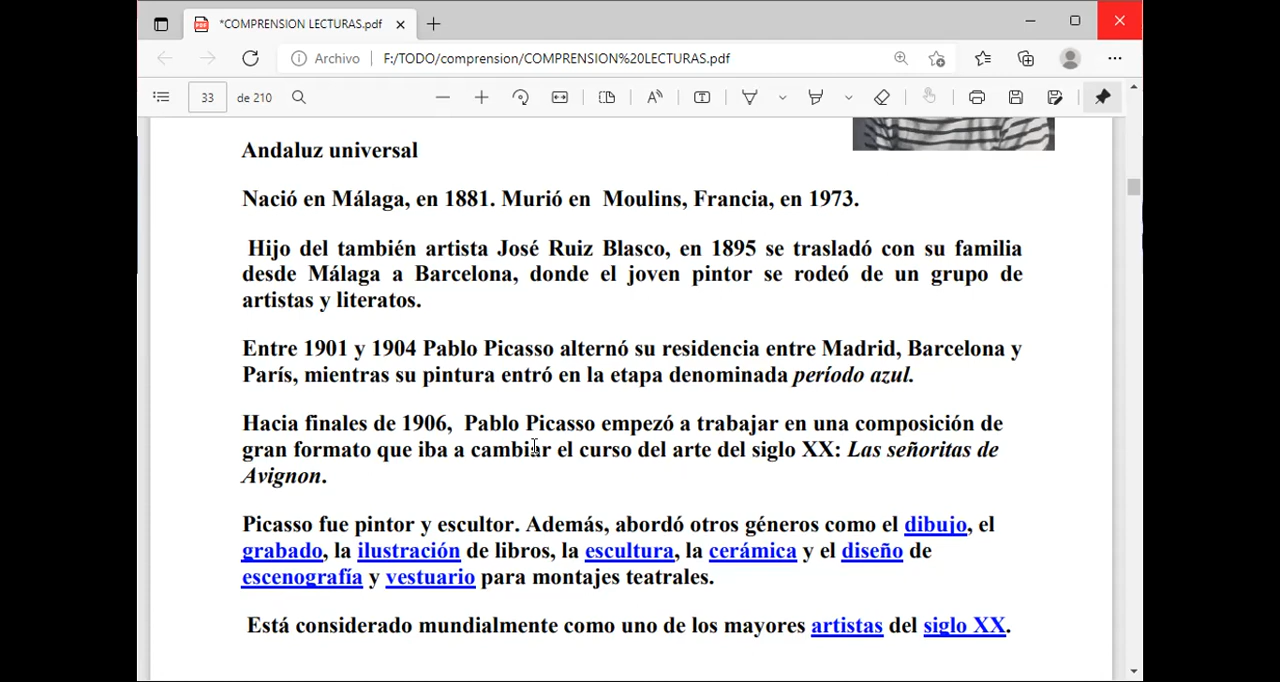 *COMPRENSION LECTURAS.pdf
Archivo
F:/TODO/comprension/COMPRENSION%20LECTURAS.pdf
33 de 210
Andaluz universal
Nació en Málaga, en 1881. Murió en Moulins, Francia, en 1973.
Hijo del también artista José Ruiz Blasco, en 1895 se trasladó con su familia
desde Málaga a Barcelona, donde el joven pintor se rodeó de un grupo de
artistas y literatos.
Entre 1901 y 1904 Pablo Picasso alternó su residencia entre Madrid, Barcelona y
París, mientras su pintura entró en la etapa denominada período azul.
Hacia finales de 1906, Pablo Picasso empezó a trabajar en una composición de
gran formato que iba a cambiar el curso del arte del siglo XX: Las señoritas de
Avignon.
Picasso fue pintor y escultor. Además, abordó otros géneros como el dibujo, el
grabado, la ilustración de libros, la escultura, la cerámica y el diseño de
escenografía y vestuario para montajes teatrales.
Está considerado mundialmente como uno de los mayores artistas del siglo XX.